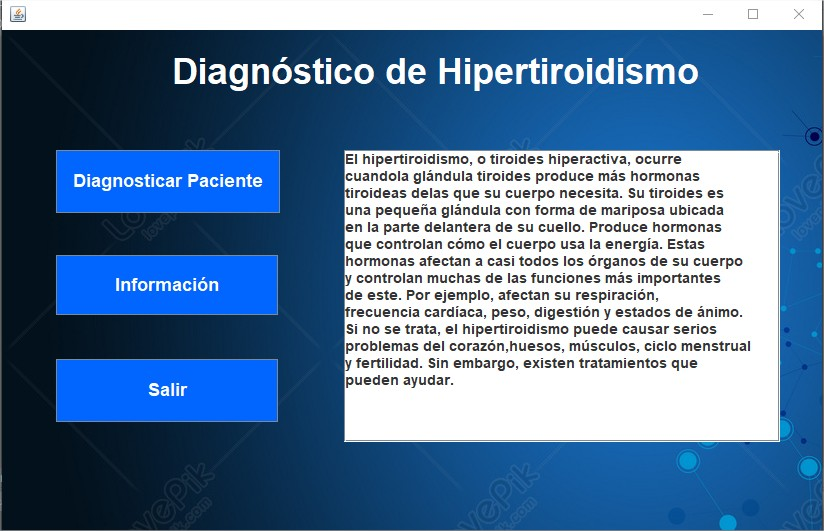 Diagnóstico de Hipertiroidismo
Diagnosticar Paciente
Información
Salir
El hipertiroidismo, o tiroides hiperactiva, ocurre
cuandola glándula tiroides produce más hormonas
tiroideas delas que su cuerpo necesita. Su tiroides es
una pequeña glándula con forma de mariposa ubicada
en la parte delantera de su cuello. Produce hormonas
que controlan cómo el cuerpo usa la energía. Estas
hormonas afectan a casi todos los órganos de su cuerpo
y controlan muchas de las funciones más importantes
de este. Por ejemplo, afectan su respiración,
frecuencia cardíaca, peso, digestión y estados de ánimo.
Si no se trata, el hipertiroidismo puede causar serios
problemas del corazón,huesos, músculos, ciclo menstrual
y fertilidad. Sin embargo, existen tratamientos que
pueden ayudar.